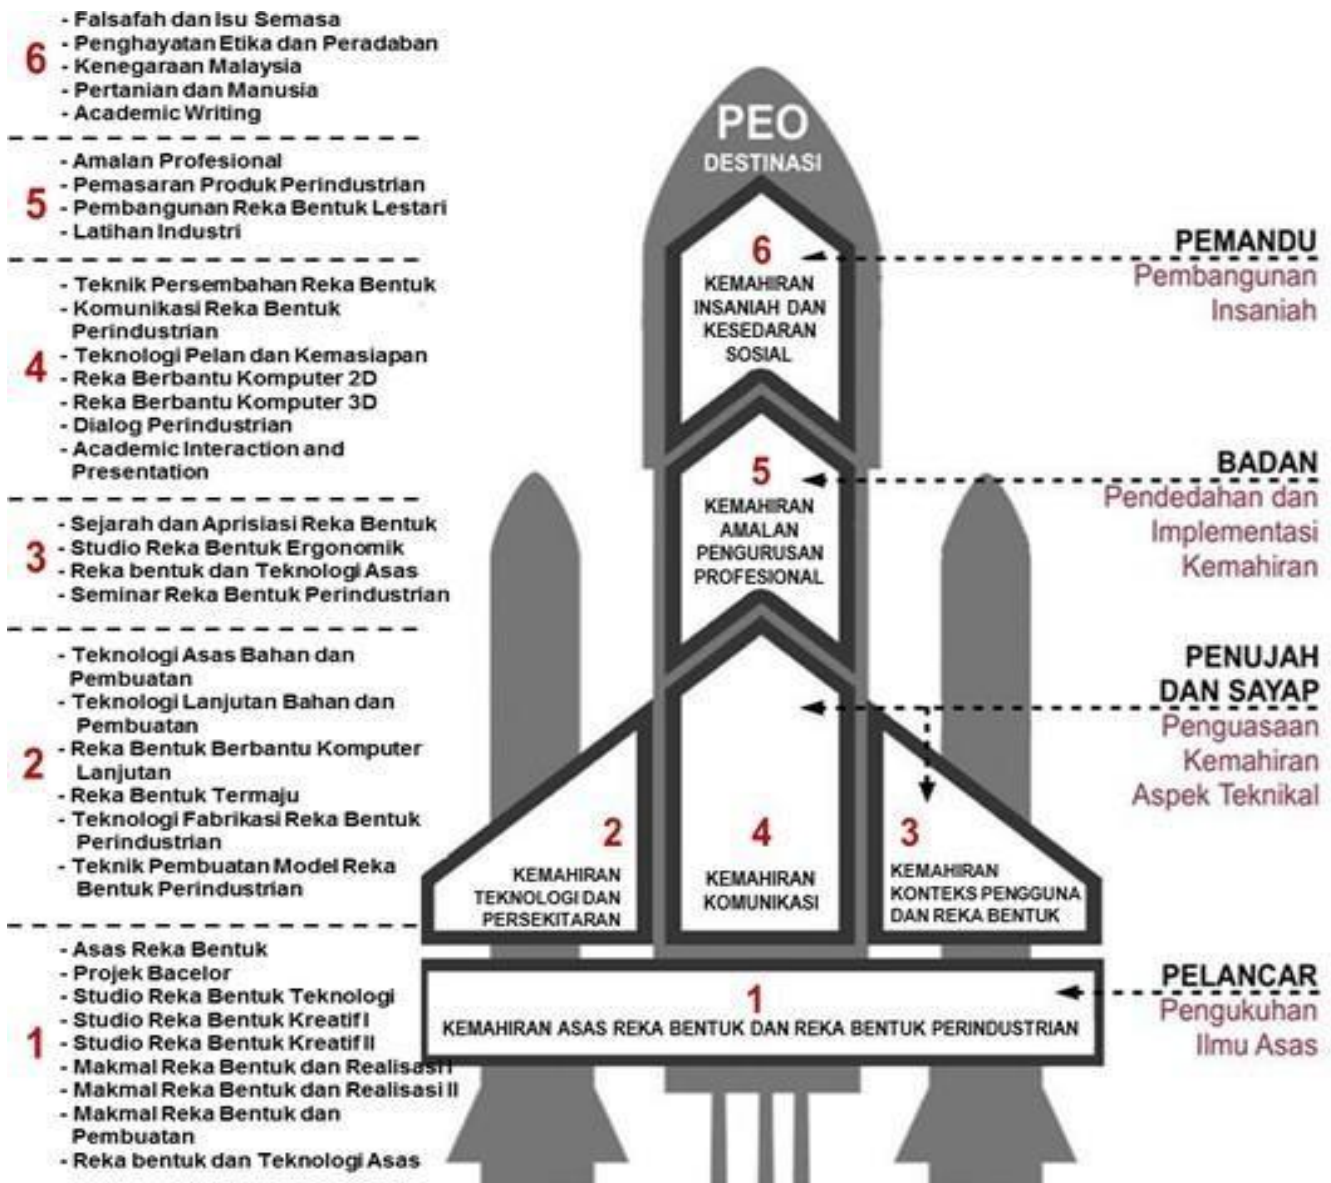 6
- Falsafah dan Isu Semasa
- Penghayatan Etika dan Peradaban
- Kenegaraan Malaysia
- Pertanian dan Manusia
- Academic Writing
5
- Amalan Profesional
- Pemasaran Produk Perindustrian
- Pembangunan Reka Bentuk Lestari
- Latihan Industri
4
- Teknik Persembahan Reka Bentuk
- Komunikasi Reka Bentuk
Perindustrian
- Teknologi Pelan dan Kemasiapan
- Reka Berbantu Komputer 2D
- Reka Berbantu Komputer 3D
- Dialog Perindustrian
- Academic Interaction and
Presentation
3
- Sejarah dan Aprisiasi Reka Bentuk
- Studio Reka Bentuk Ergonomik
- Reka bentuk dan Teknologi Asas
- Seminar Reka Bentuk Perindustrian
2
- Teknologi Asas Bahan dan
Pembuatan
- Teknologi Lanjutan Bahan dan
Pembuatan
- Reka Bentuk Berbantu Komputer
Lanjutan
- Reka Bentuk Termaju
- Teknologi Fabrikasi Reka Bentuk
Perindustrian
- Teknik Pembuatan Model Reka
Bentuk Perindustrian
1
- Asas Reka Bentuk
- Projek Bacelor
- Studio Reka Bentuk Teknologi
- Studio Reka Bentuk Kreatif I
- Studio Reka Bentuk Kreatif II
- Makmal Reka Bentuk dan Realisasi I
- Makmal Reka Bentuk dan Realisasi II
- Makmal Reka Bentuk dan
Pembuatan
- Reka bentuk dan Teknologi Asas
PEO
DESTINASI
6
KEMAHIRAN
INSANIAH DAN
KESEDARAN
SOSIAL
5
KEMAHIRAN
AMALAN
PENGURUSAN
PROFESIONAL
2
KEMAHIRAN
TEKNOLOGI DAN
PERSEKITARAN
4
KEMAHIRAN
KOMUNIKASI
3
KEMAHIRAN
KONTEKS PENGGUNA
DAN REKA BENTUK
1
KEMAHIRAN ASAS REKA BENTUK DAN REKA BENTUK PERINDUSTRIAN
PEMANDU
Pembangunan
Insaniah
BADAN
Pendedahan dan
Implementasi
Kemahiran
PENUJAH
DAN SAYAP
Penguasaan
Kemahiran
Aspek Teknikal
PELANCAR
Pengukuhan
Ilmu Asas